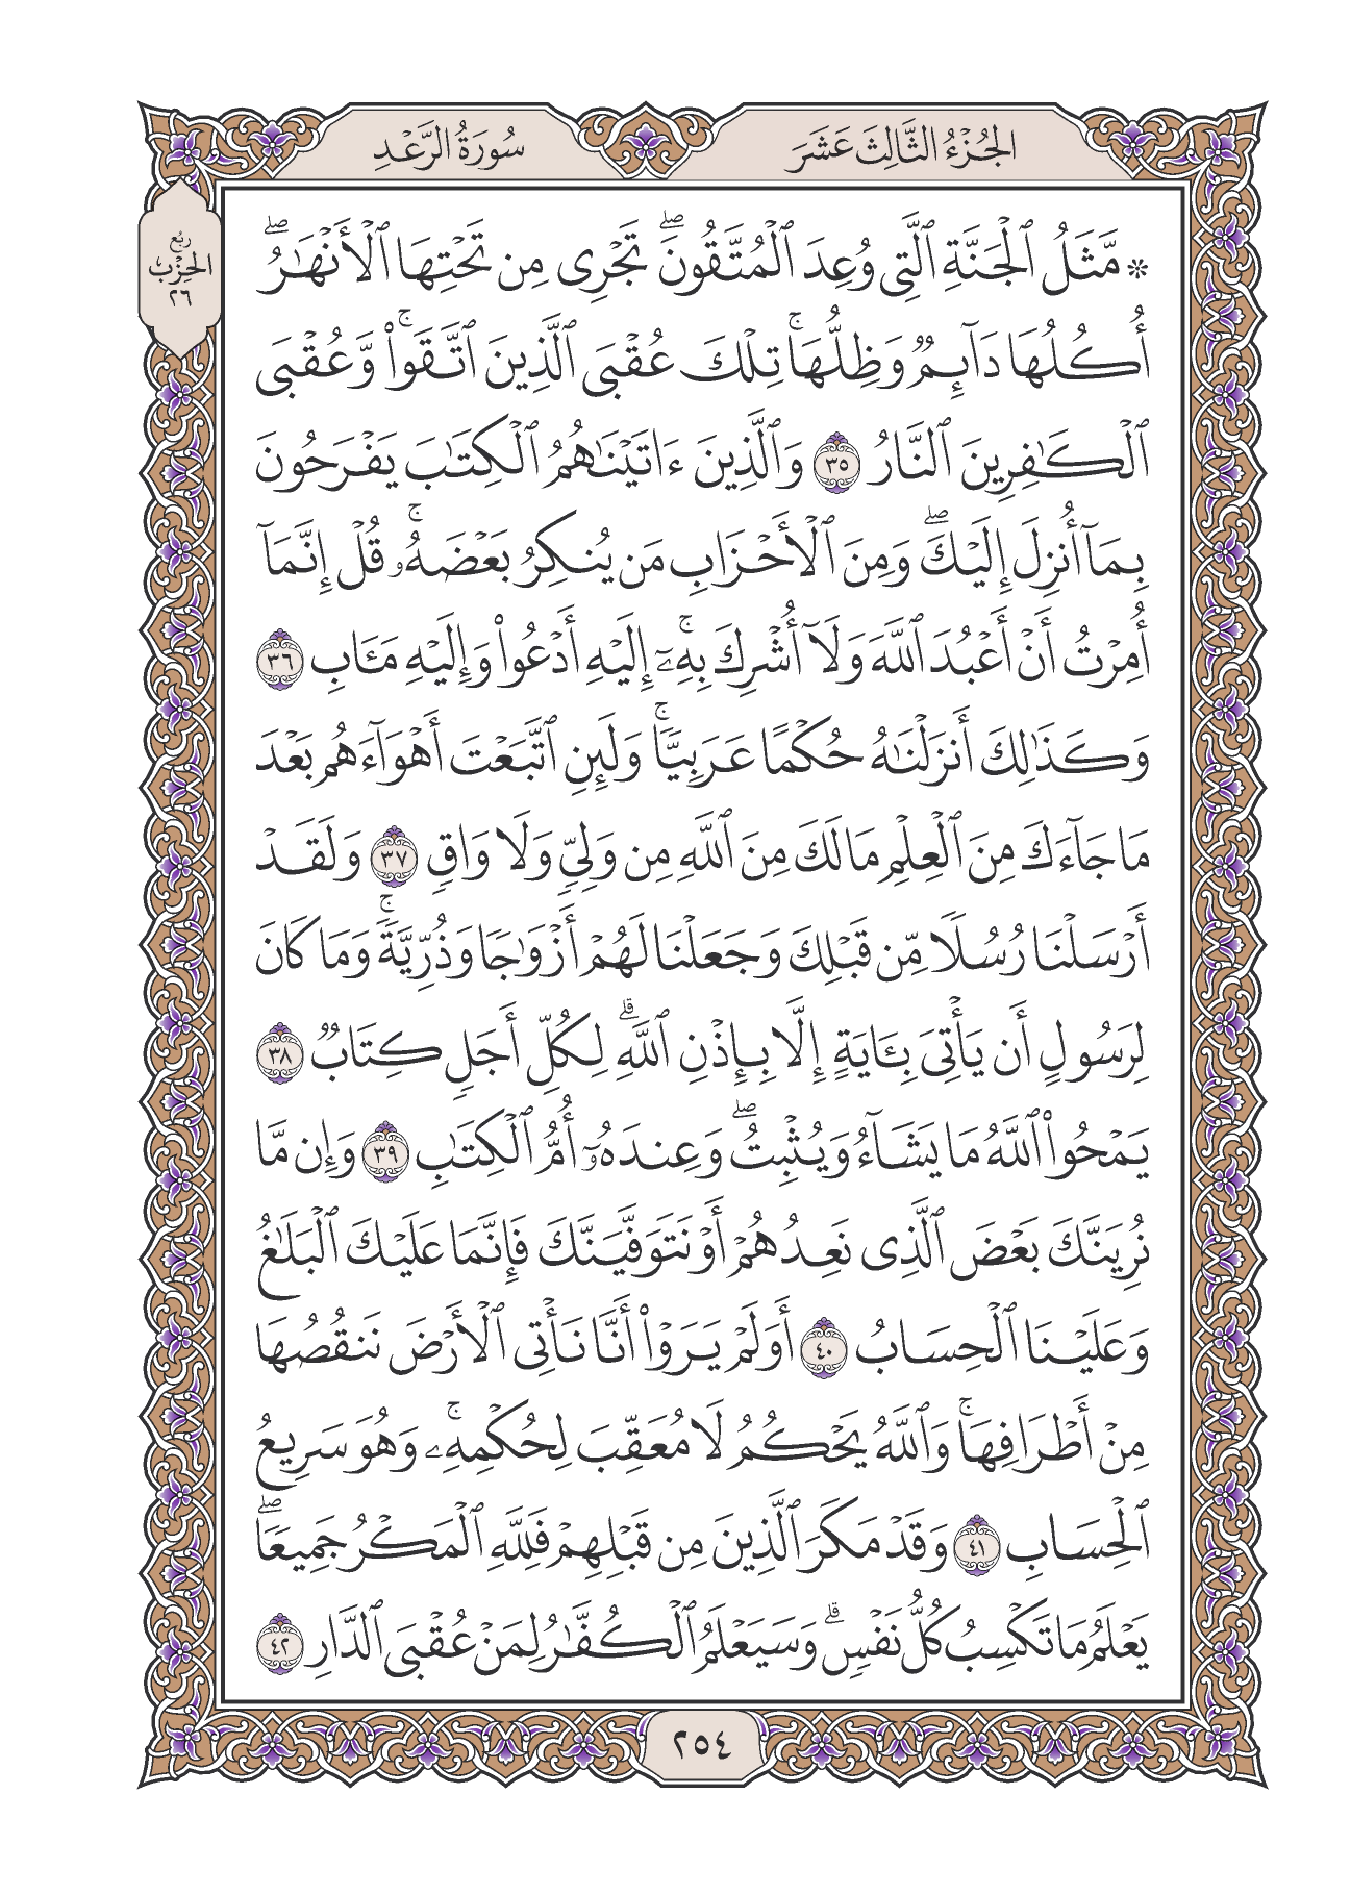 الجُزْءُ الثَّالِثَ عَشَرَ
سُورَةُ الرَّعْدِ
ربُع
الحِزْب
٢٦
۞ مَّثَلُ ٱلْجَنَّةِ ٱلَّتِى وُعِدَ ٱلْمُتَّقُونَۖ تَجْرِى مِن تَحْتِهَا ٱلْأَنْهَٰرُۖ
أُكُلُهَا دَآئِمٌ وَظِلُّهَاۚ تِلْكَ عُقْبَى ٱلَّذِينَ ٱتَّقَوا۟ۚ وَّعُقْبَى
ٱلْكَٰفِرِينَ ٱلنَّارُ ٣٥ وَٱلَّذِينَ ءَاتَيْنَٰهُمُ ٱلْكِتَٰبَ يَفْرَحُونَ
بِمَآ أُنزِلَ إِلَيْكَۖ وَمِنَ ٱلْأَحْزَابِ مَن يُنكِرُ بَعْضَهُۥۚ قُلْ إِنَّمَآ
أُمِرْتُ أَنْ أَعْبُدَ ٱللَّهَ وَلَآ أُشْرِكَ بِهِۦٓۚ إِلَيْهِ أَدْعُوا۟ وَإِلَيْهِ مَـَٔابِ ٣٦
وَكَذَٰلِكَ أَنزَلْنَٰهُ حُكْمًا عَرَبِيًّاۚ وَلَئِنِ ٱتَّبَعْتَ أَهْوَآءَهُم بَعْدَ
مَا جَآءَكَ مِنَ ٱلْعِلْمِ مَا لَكَ مِنَ ٱللَّهِ مِن وَلِىٍّ وَلَا وَاقٍ ٣٧ وَلَقَدْ
أَرْسَلْنَا رُسُلًا مِّن قَبْلِكَ وَجَعَلْنَا لَهُمْ أَزْوَٰجًا وَذُرِّيَّةًۚ وَمَا كَانَ
لِرَسُولٍ أَن يَأْتِىَ بِـَٔايَةٍ إِلَّا بِإِذْنِ ٱللَّهِۗ لِكُلِّ أَجَلٍ كِتَابٌ ٣٨
يَمْحُوا۟ ٱللَّهُ مَا يَشَآءُ وَيُثْبِتُۖ وَعِندَهُۥٓ أُمُّ ٱلْكِتَٰبِ ٣٩ وَإِن مَّا
نُرِيَنَّكَ بَعْضَ ٱلَّذِى نَعِدُهُمْ أَوْ نَتَوَفَّيَنَّكَ فَإِنَّمَا عَلَيْكَ ٱلْبَلَٰغُ
وَعَلَيْنَا ٱلْحِسَابُ ٤٠ أَوَلَمْ يَرَوْا۟ أَنَّا نَأْتِى ٱلْأَرْضَ نَنقُصُهَا
مِنْ أَطْرَافِهَاۚ وَٱللَّهُ يَحْكُمُ لَا مُعَقِّبَ لِحُكْمِهِۦۚ وَهُوَ سَرِيعُ
ٱلْحِسَابِ ٤١ وَقَدْ مَكَرَ ٱلَّذِينَ مِن قَبْلِهِمْ فَلِلَّهِ ٱلْمَكْرُ جَمِيعًاۖ
يَعْلَمُ مَا تَكْسِبُ كُلُّ نَفْسٍۗ وَسَيَعْلَمُ ٱلْكُفَّٰرُ لِمَنْ عُقْبَى ٱلدَّارِ ٤٢
٢٥٤